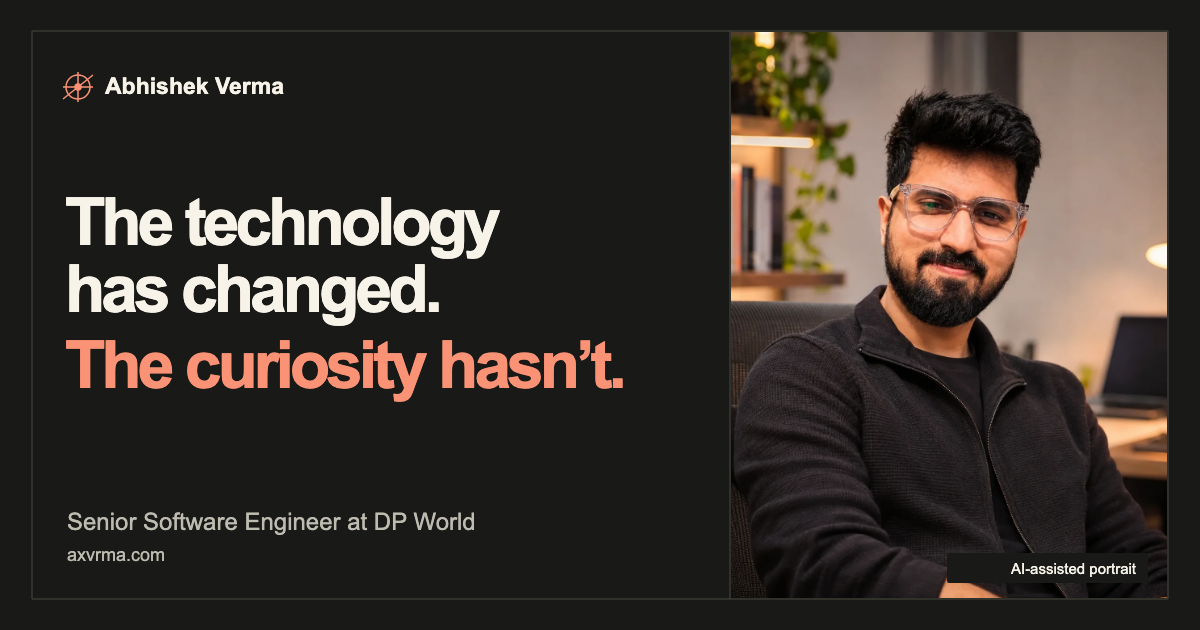 Abhishek Verma
The technology
has changed.
The curiosity hasn’t.
Senior Software Engineer at DP World
axvrma.com
AI-assisted portrait